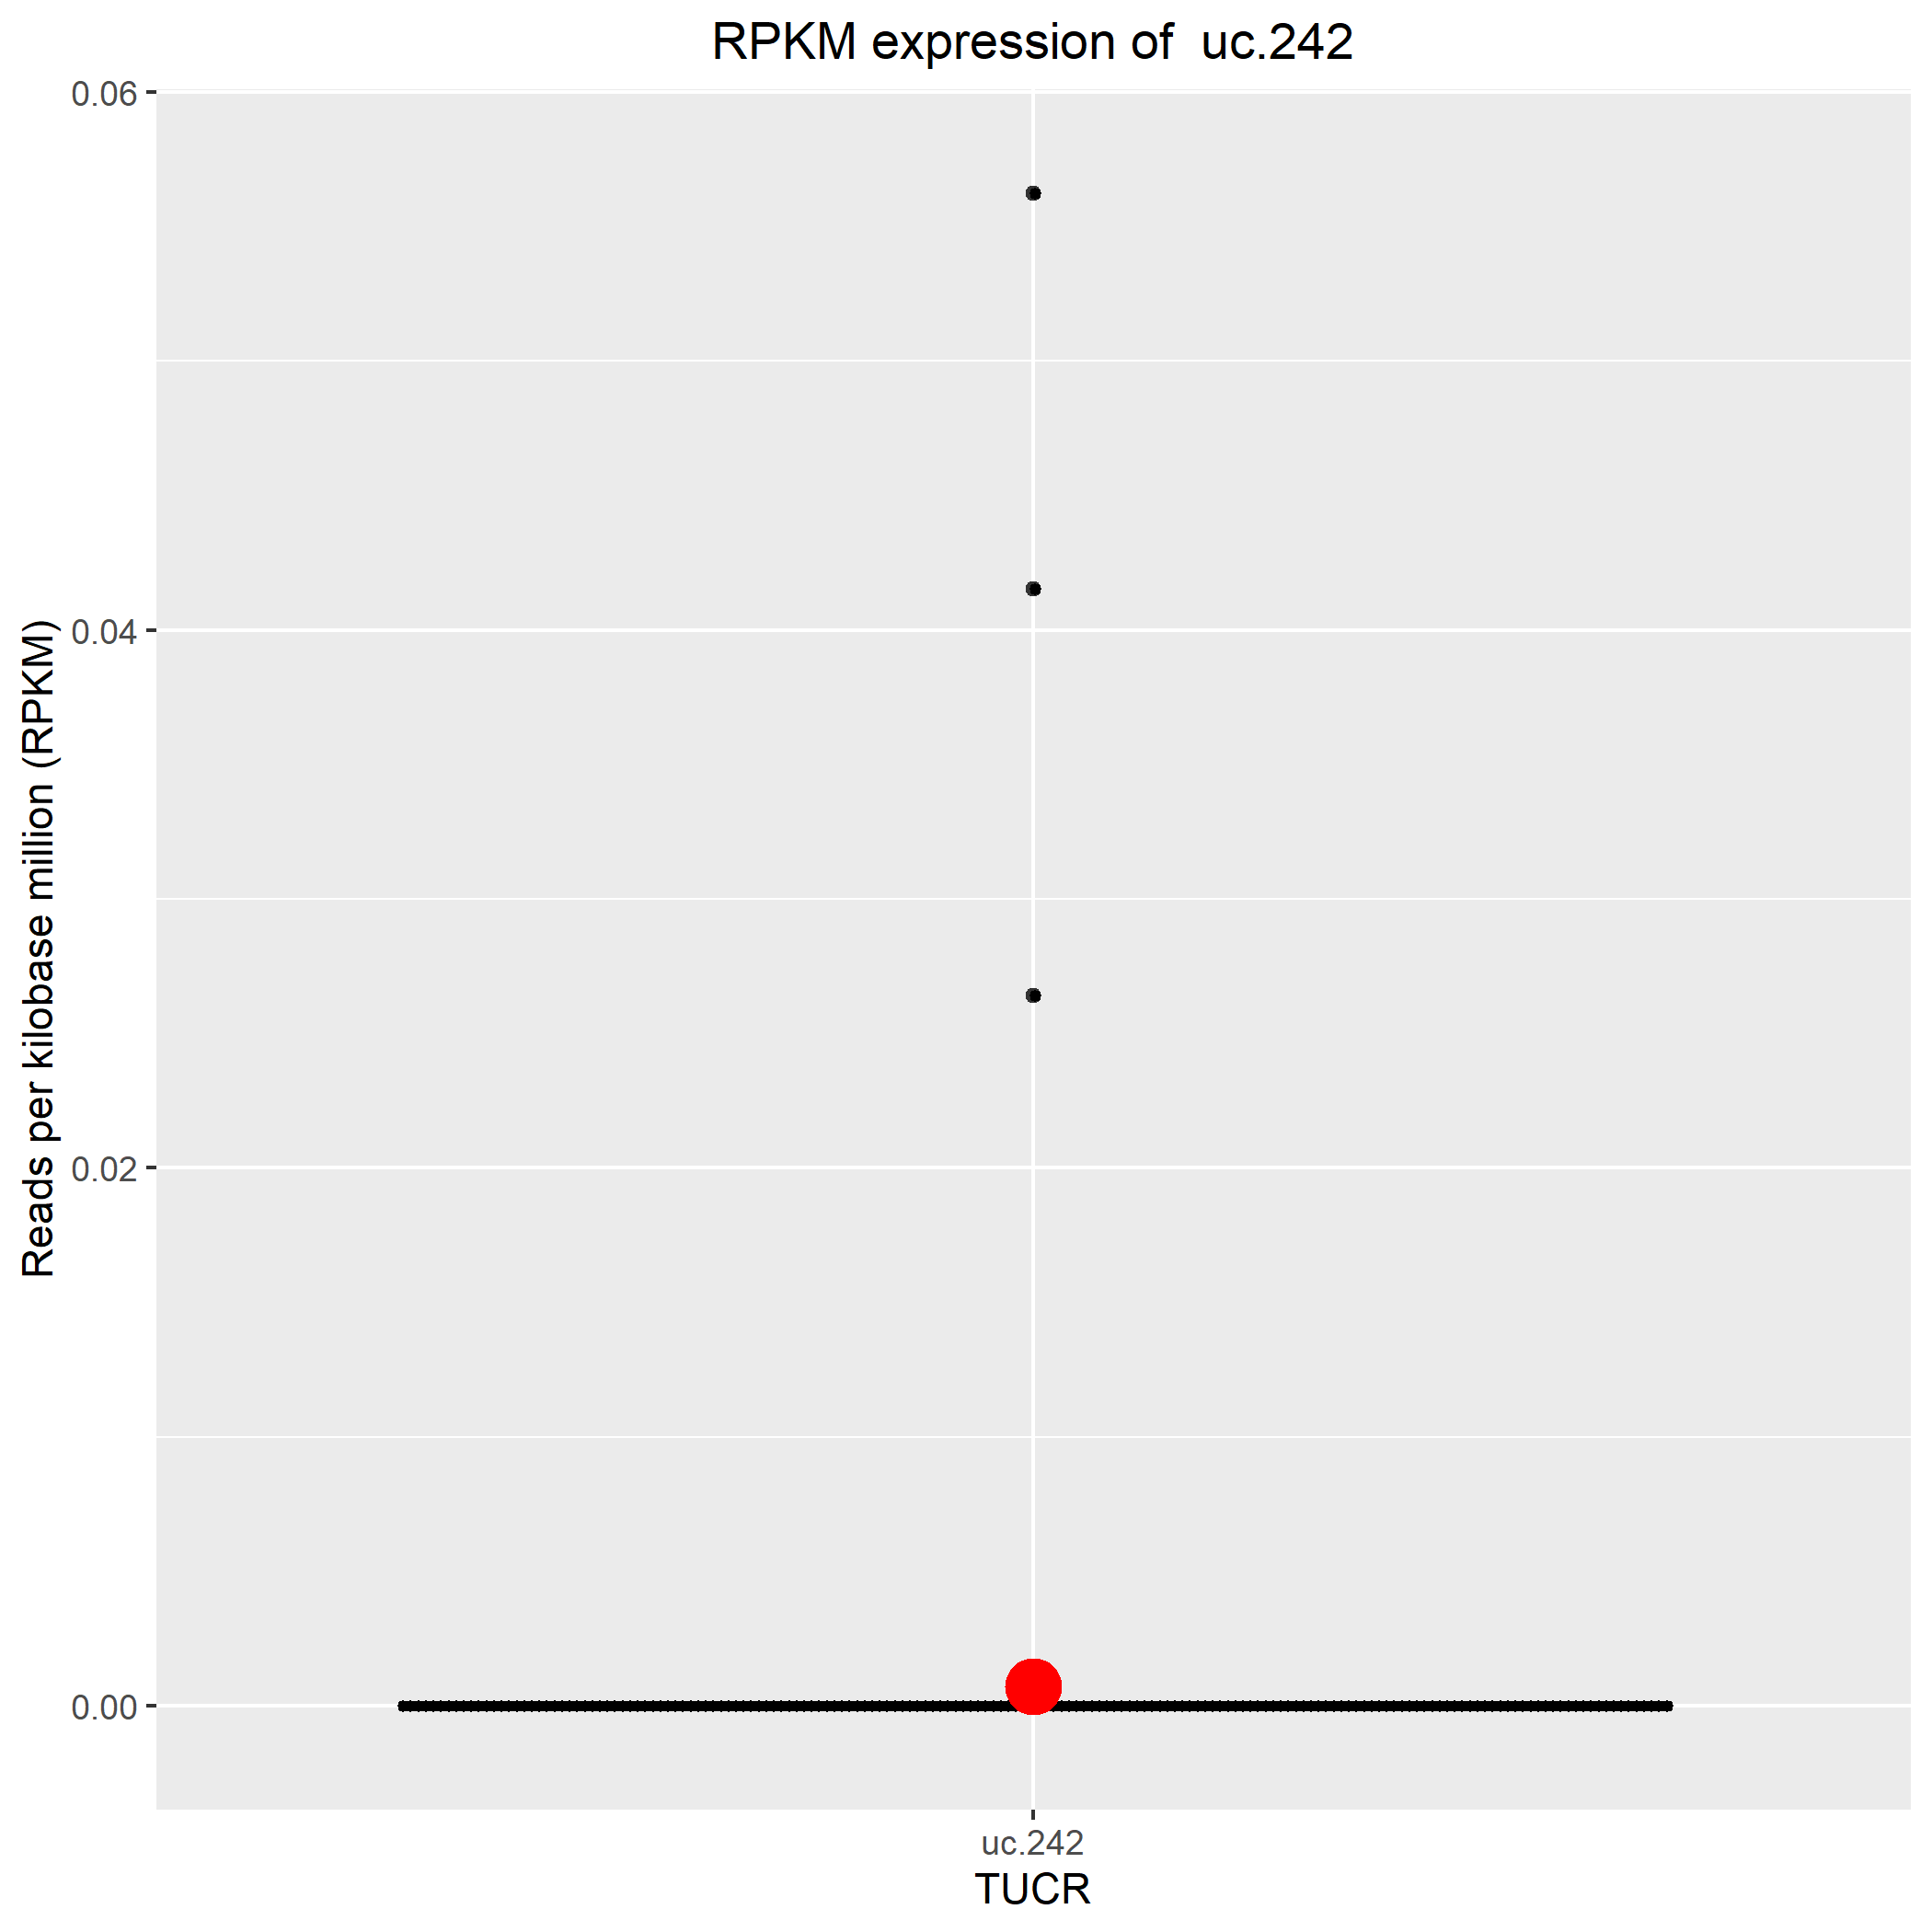 RPKM expression of  uc.242
Reads per kilobase million (RPKM)
0.06
0.04
0.02
0.00
uc.242
TUCR